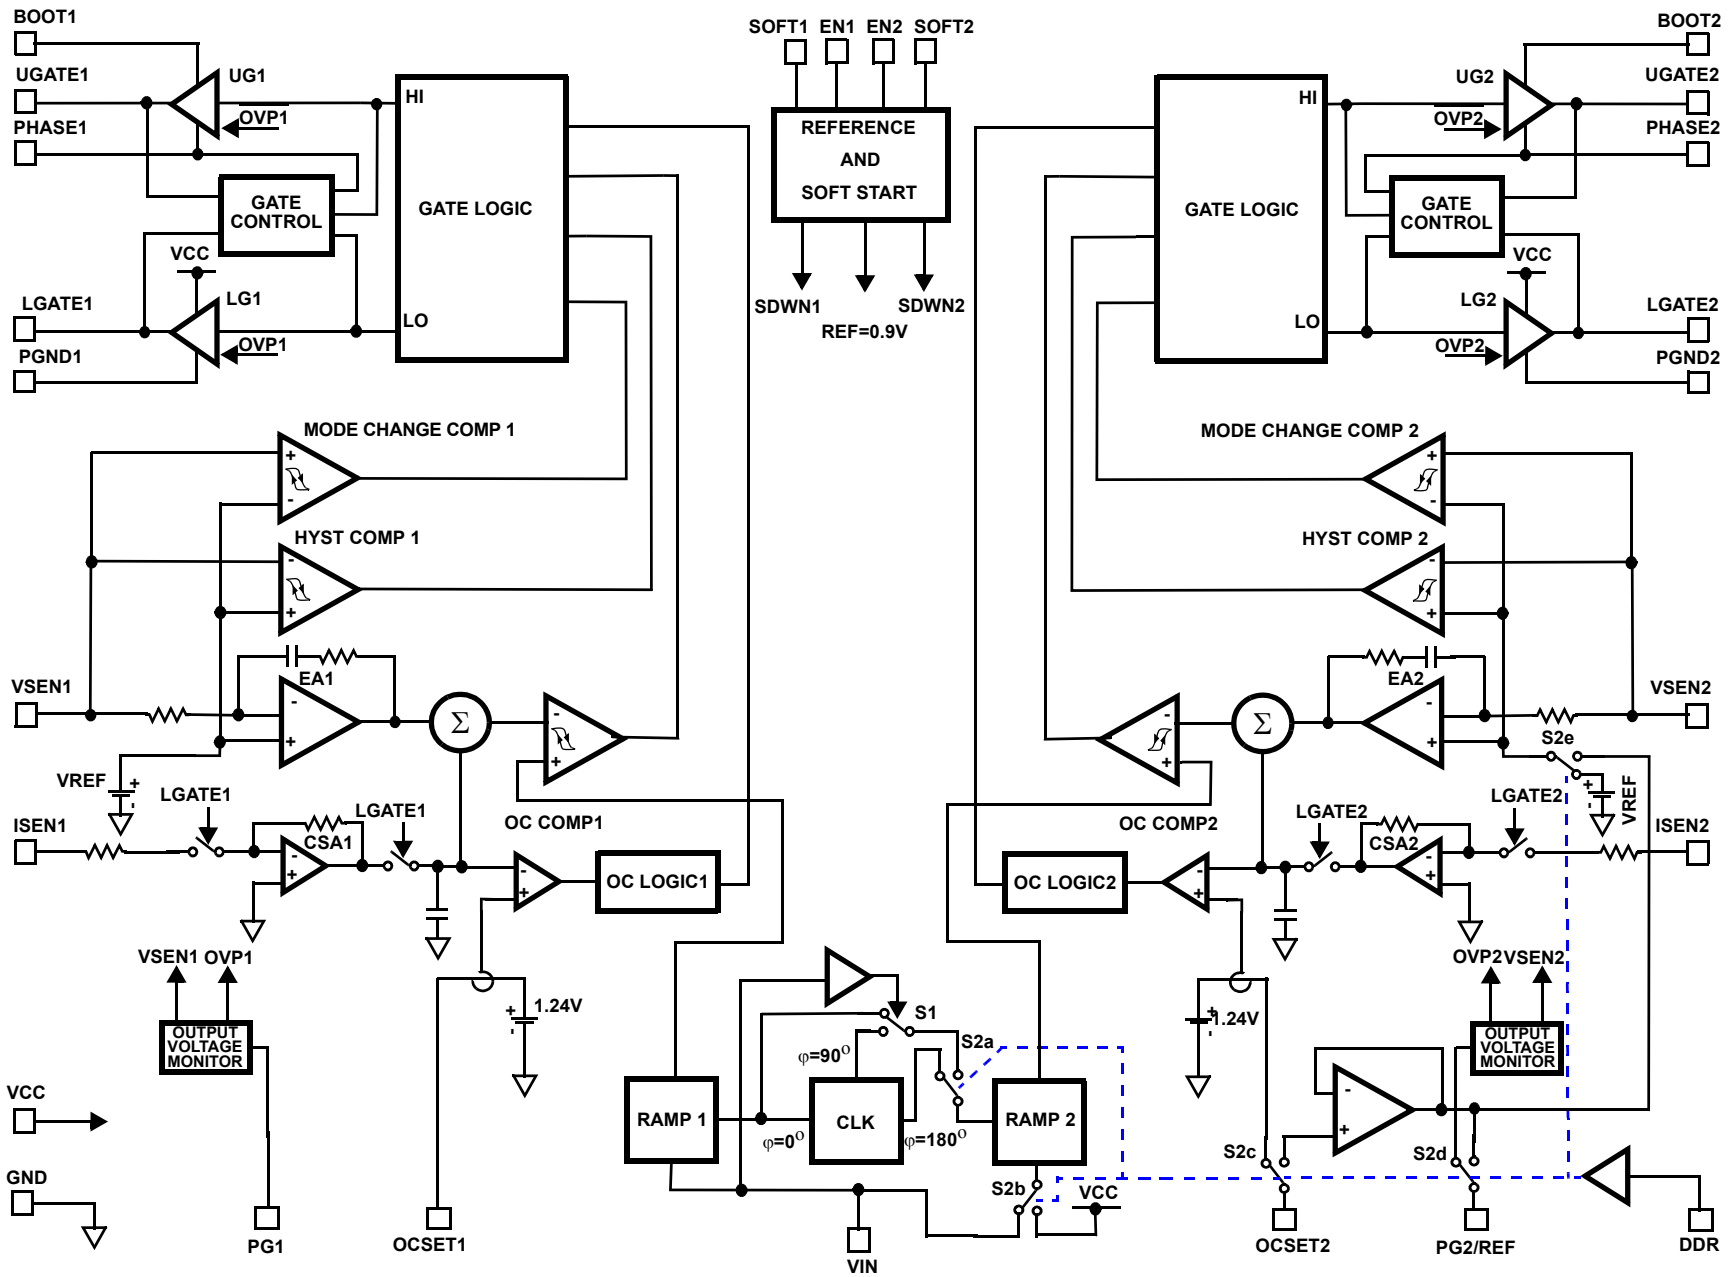 BOOT1
SOFT1 EN1 EN2 SOFT2
BOOT2
UGATE1
UG1
UG2
UGATE2
HI
HI
OVP1
OVP2
PHASE1
PHASE2
REFERENCE
AND
SOFT START
GATE
CONTROL
GATE LOGIC
GATE LOGIC
GATE
CONTROL
VCC
VCC
LGATE1
LG1
LO
SDWN1
SDWN2
REF=0.9V
LO
LG2
LGATE2
PGND1
OVP1
OVP2
PGND2
MODE CHANGE COMP 1
MODE CHANGE COMP 2
+
-
+
-
HYST COMP 1
HYST COMP 2
-
+
-
+
VSEN1
EA1
EA2
VSEN2
-
+
Σ
-
+
-
+
Σ
-
+
S2e
VREF
+
-
+
-
VREF
LGATE1
LGATE1
OC COMP1
OC COMP2
LGATE2
LGATE2
ISEN1
CSA1
CSA2
ISEN2
-
+
-
+
OC LOGIC1
OC LOGIC2
-
+
-
+
VSEN1 OVP1
OVP2 VSEN2
+
-
1.24V
+
-
1.24V
OUTPUT
VOLTAGE
MONITOR
OUTPUT
VOLTAGE
MONITOR
S1
S2a
φ=90O
VCC
RAMP 1
CLK
RAMP 2
φ=0O
φ=180O
-
+
S2c
S2d
GND
S2b
VCC
PG1
OCSET1
VIN
OCSET2
PG2/REF
DDR